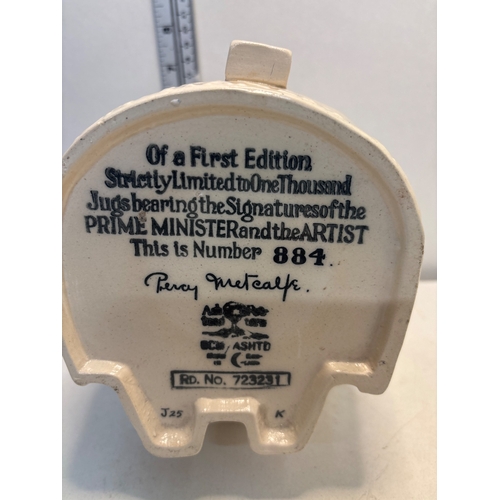 Of a First Edition
Strictly Limited to One Thousand
Jugs bearing the Signatures of the
PRIME MINISTER and the ARTIST
This is Number 884.
Percy Metcalfe.
ASHTD
RD. No. 723231
J25 K